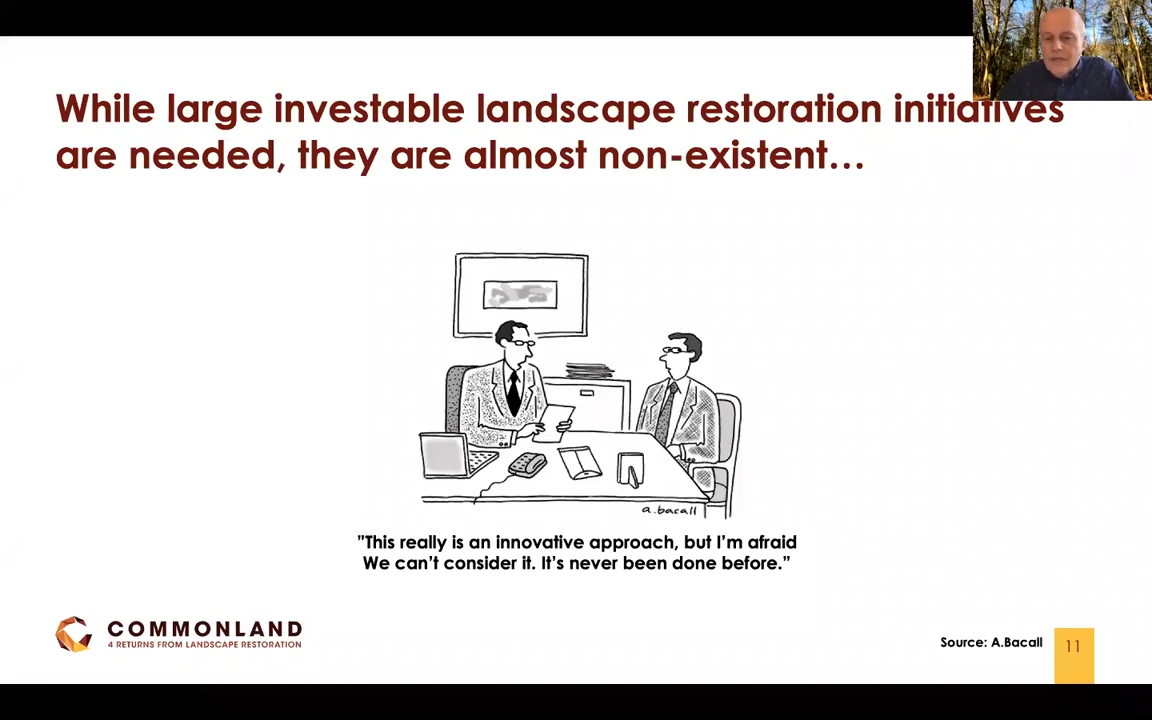 While large investable landscape restoration initiatives
are needed, they are almost non-existent…
a.bacall
"This really is an innovative approach, but I'm afraid
We can't consider it. It's never been done before."
COMMONLAND
4 RETURNS FROM LANDSCAPE RESTORATION
Source: A.Bacall
11